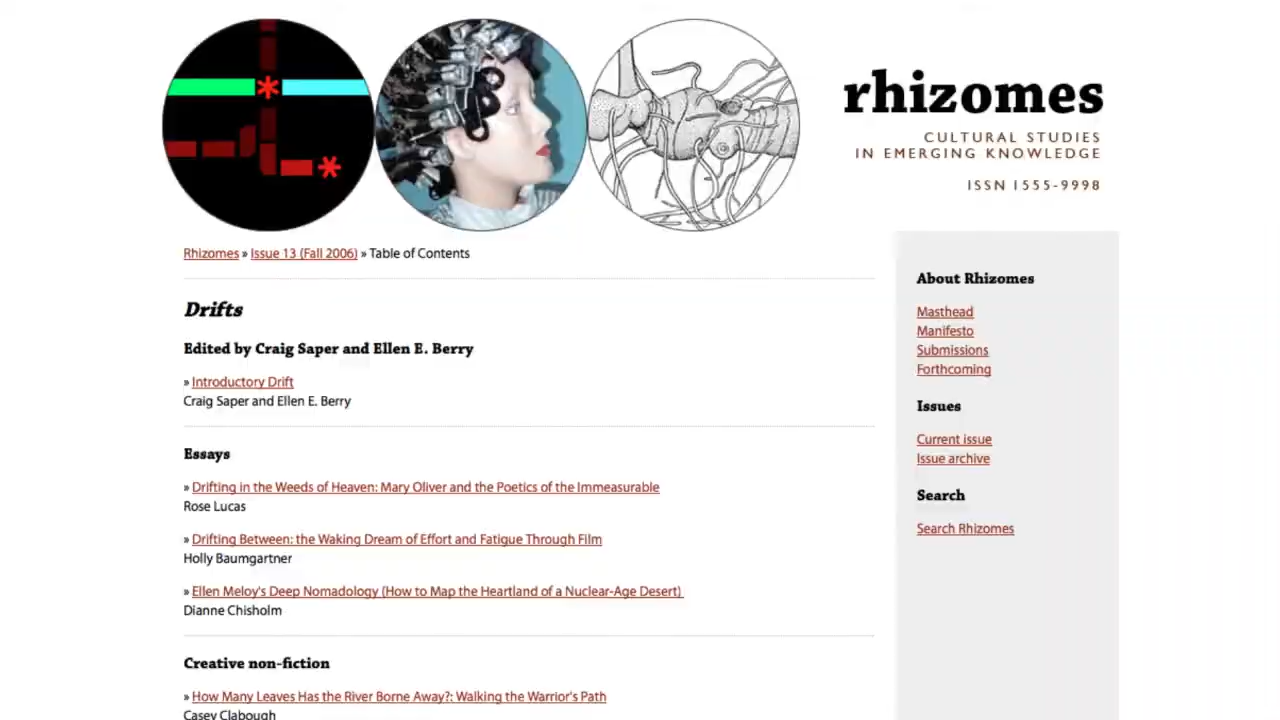 rhizomes
CULTURAL STUDIES
IN EMERGING KNOWLEDGE
ISSN 1555-9998
Rhizomes » Issue 13 (Fall 2006) » Table of Contents
Drifts
Edited by Craig Saper and Ellen E. Berry
» Introductory Drift
Craig Saper and Ellen E. Berry
Essays
» Drifting in the Weeds of Heaven: Mary Oliver and the Poetics of the Immeasurable
Rose Lucas
» Drifting Between: the Waking Dream of Effort and Fatigue Through Film
Holly Baumgartner
» Ellen Meloy's Deep Nomadology (How to Map the Heartland of a Nuclear-Age Desert)
Dianne Chisholm
Creative non-fiction
» How Many Leaves Has the River Borne Away?: Walking the Warrior's Path
Casey Clabough
About Rhizomes
Masthead
Manifesto
Submissions
Forthcoming
Issues
Current issue
Issue archive
Search
Search Rhizomes